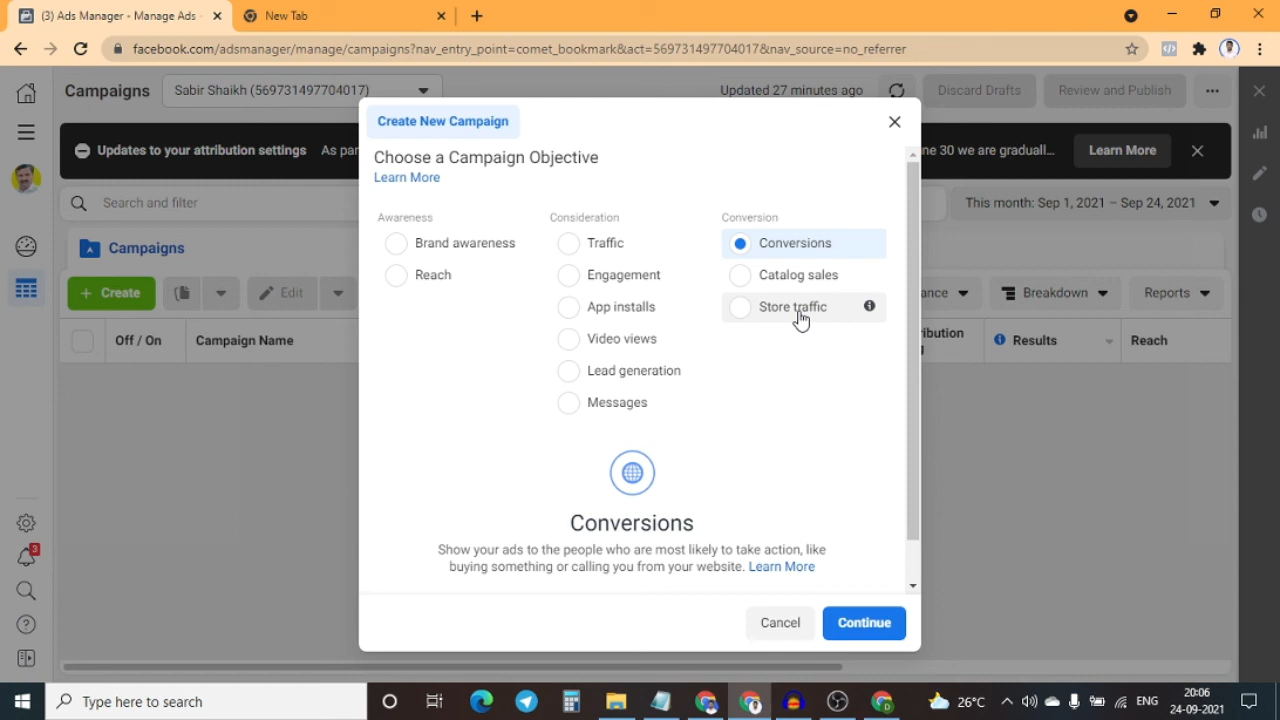 (3) Ads Manager - Manage Ads -
New Tab
facebook.com/adsmanager/manage/campaigns?nav_entry_point=comet_bookmark&act=569731497704017&nav_source=no_referrer
Campaigns
Sabir Shaikh (569731497704017)
Updated 27 minutes ago
Discard Drafts
Review and Publish
Updates to your attribution settings As par
ne 30 we are graduall...
Learn More
Search and filter
This month: Sep 1, 2021 – Sep 24, 2021
Campaigns
+ Create
Edit
ance
Breakdown
Reports
Off / On
Campaign Name
ribution
g
Results
Reach
Create New Campaign
Choose a Campaign Objective
Learn More
Awareness
Brand awareness
Reach
Consideration
Traffic
Engagement
App installs
Video views
Lead generation
Messages
Conversion
Conversions
Catalog sales
Store traffic
Conversions
Show your ads to the people who are most likely to take action, like
buying something or calling you from your website. Learn More
Cancel
Continue
3
Type here to search
26°C
ENG
20:06
24-09-2021